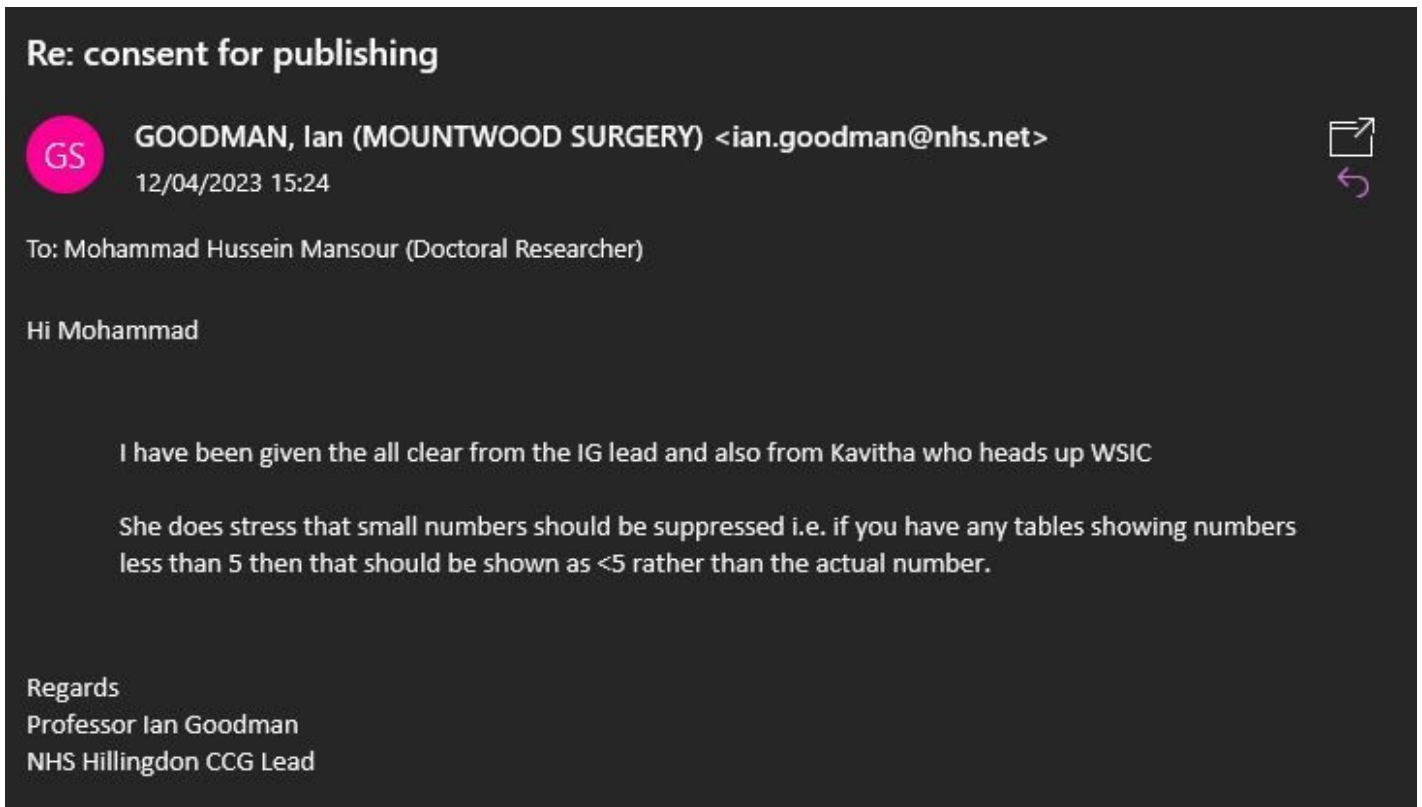 Re: consent for publishing
GS
GOODMAN, Ian (MOUNTWOOD SURGERY) <ian.goodman@nhs.net>
12/04/2023 15:24
To: Mohammad Hussein Mansour (Doctoral Researcher)
Hi Mohammad
I have been given the all clear from the IG lead and also from Kavitha who heads up WSIC
She does stress that small numbers should be suppressed i.e. if you have any tables showing numbers
less than 5 then that should be shown as <5 rather than the actual number.
Regards
Professor Ian Goodman
NHS Hillingdon CCG Lead